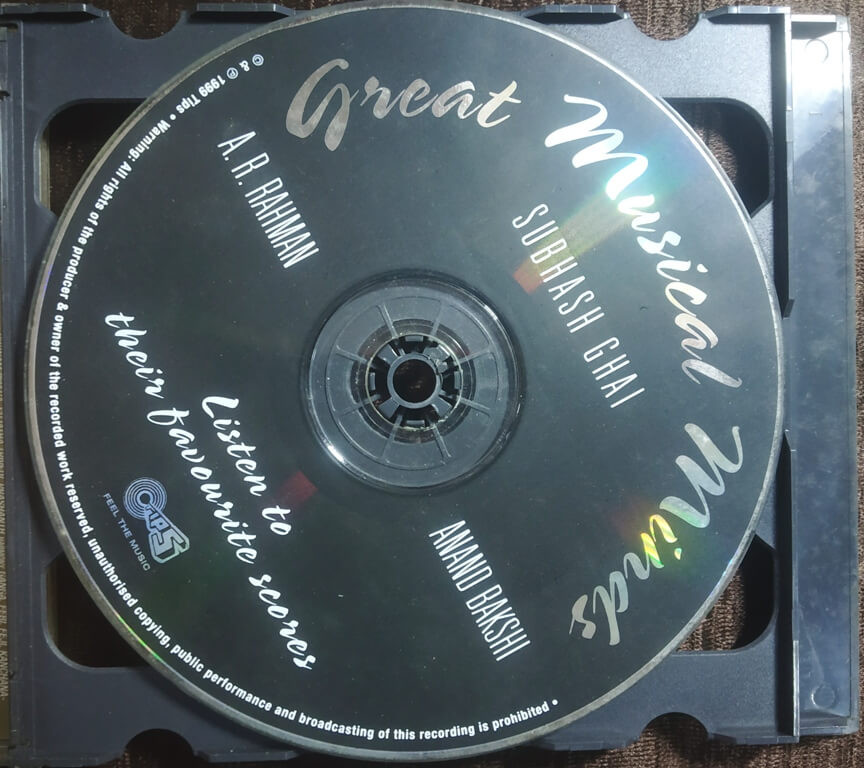 Great Musical Minds
A. R. RAHMAN
SUBHASH GHAI
ANAND BAKSHI
Listen to
their favourite scores
TIPS
FEEL THE MUSIC
© & ℗ 1999 Tips • Warning: All rights of the producer & owner of the recorded work reserved, unauthorised copying, public performance and broadcasting of this recording is prohibited •